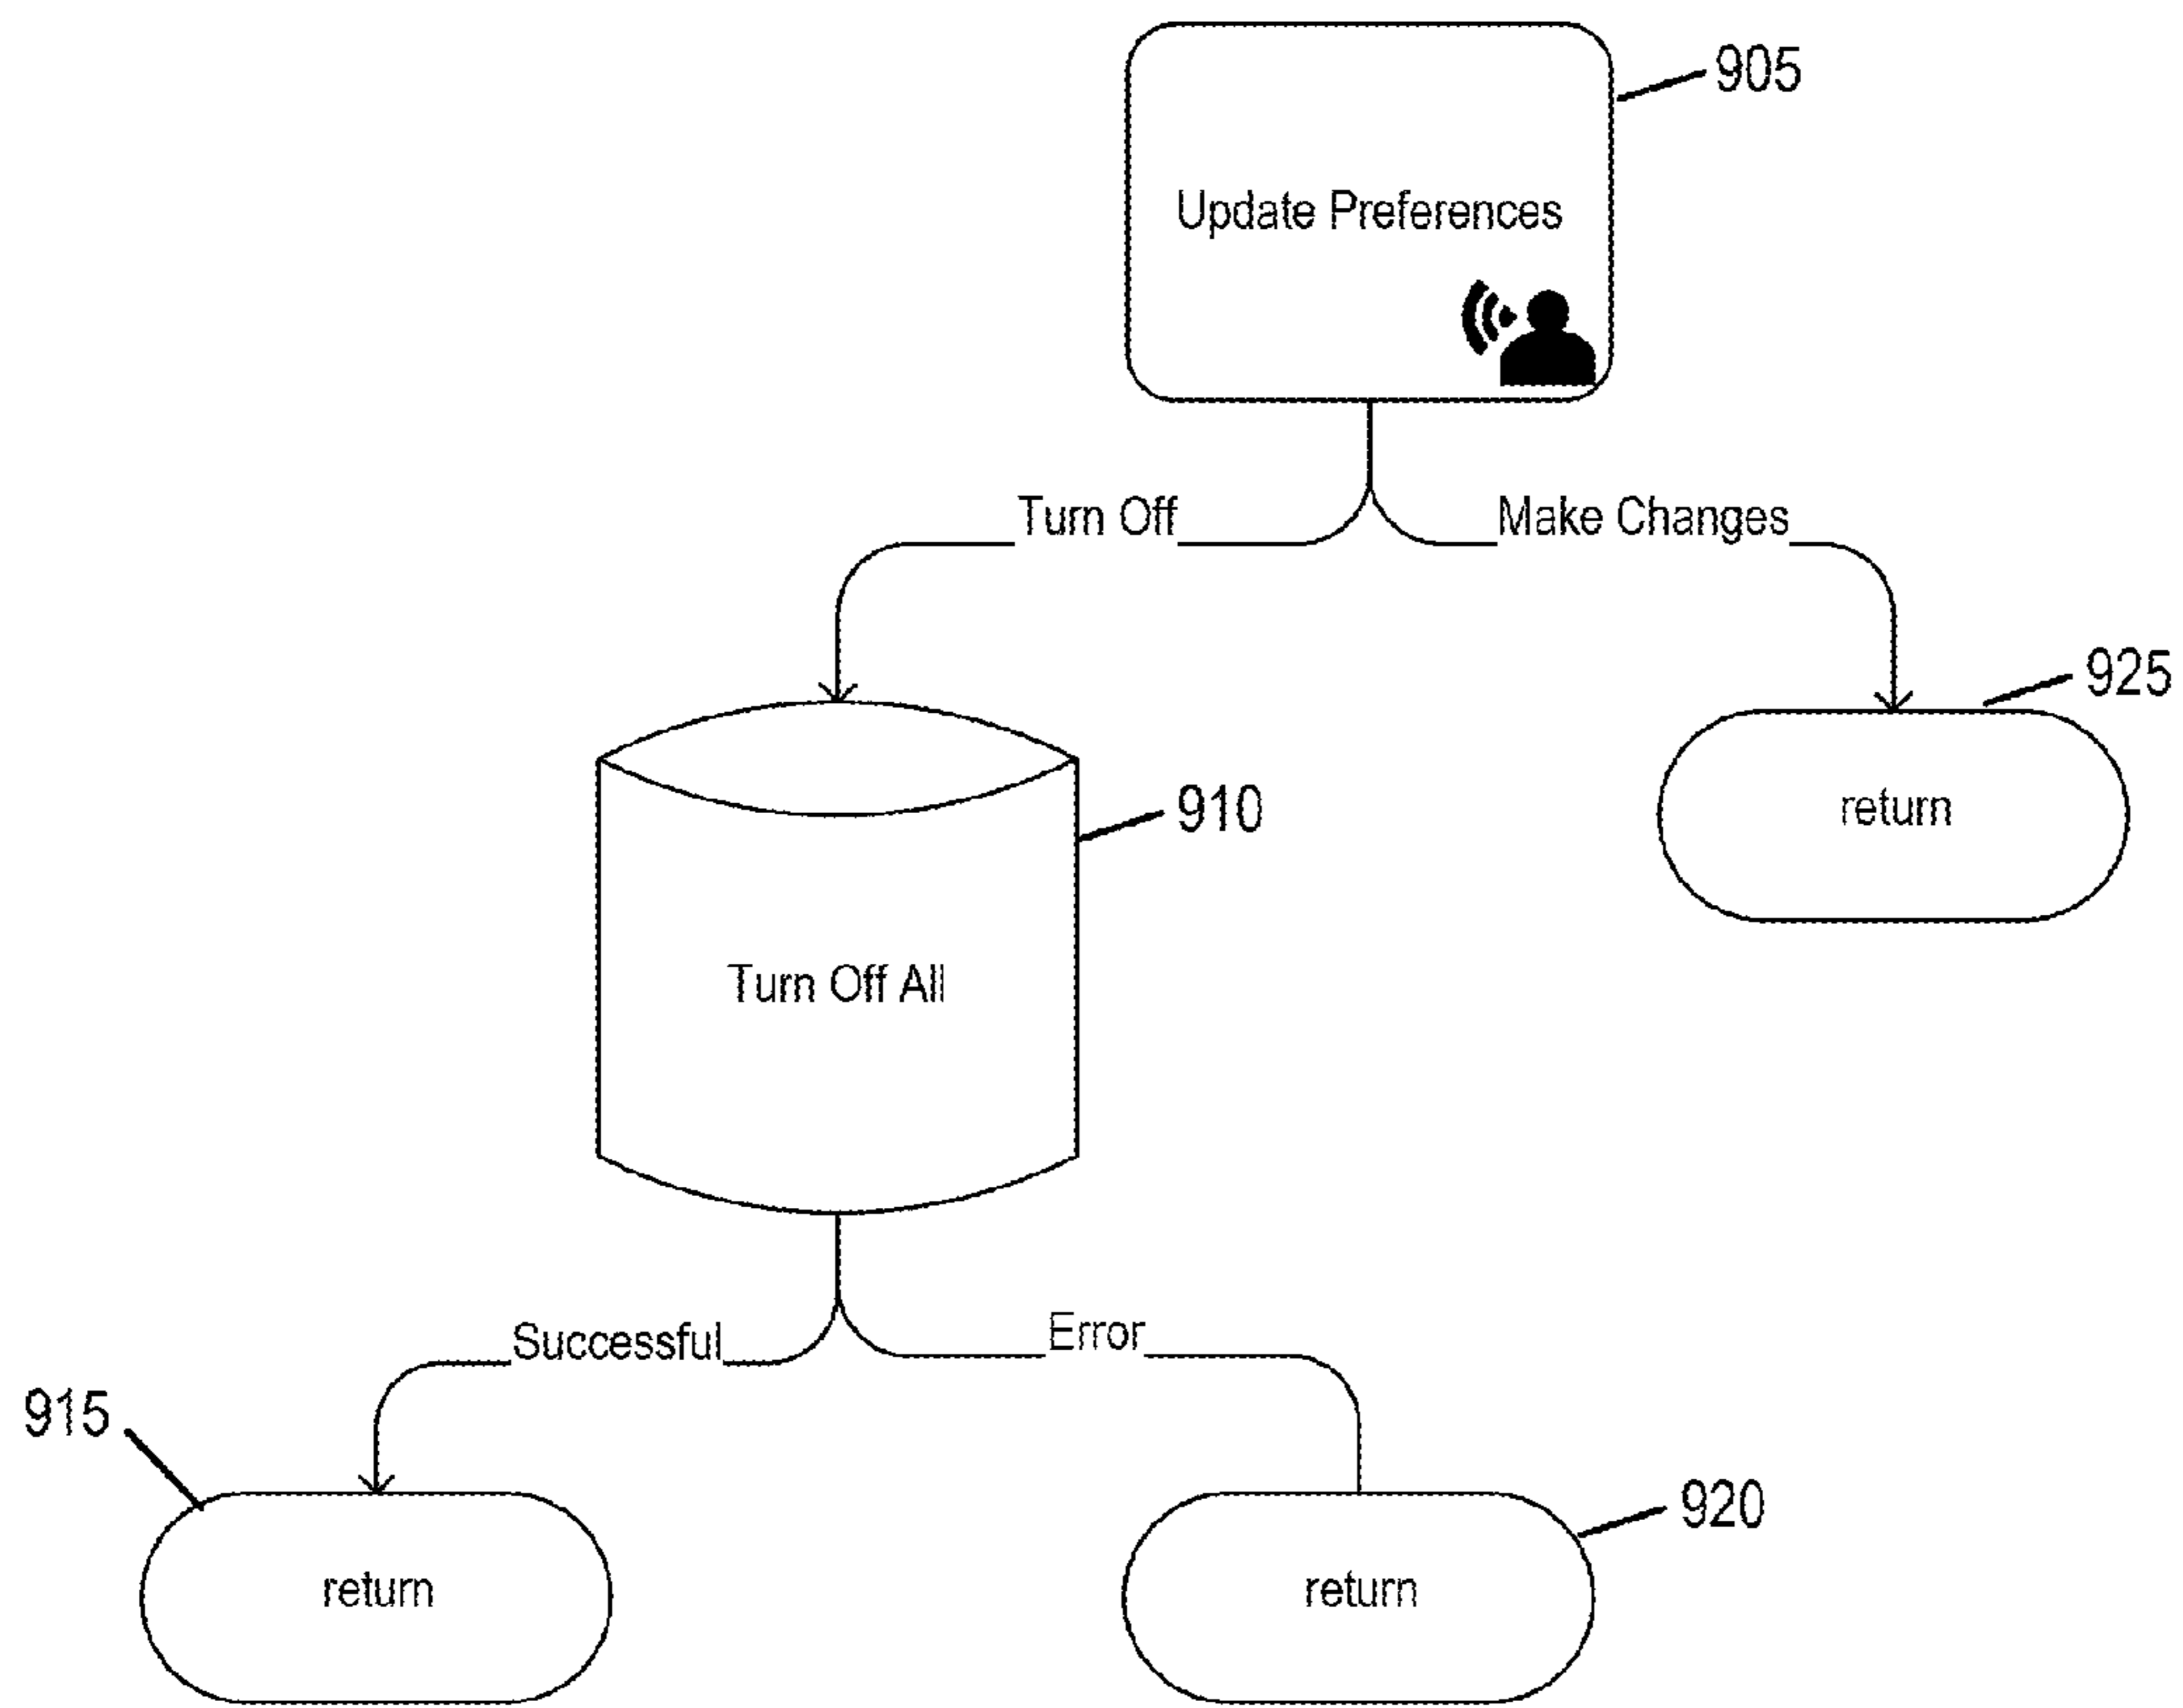 905
Update Preferences
Turn Off
Make Changes
925
return
910
Turn Off All
Successful
Error
915
920
return
return